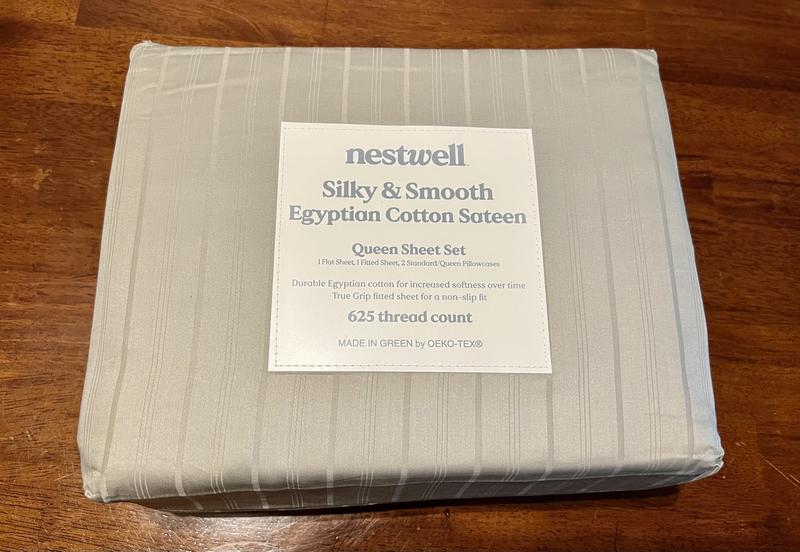 nestwell
Silky & Smooth
Egyptian Cotton Sateen
Queen Sheet Set
1 Flat Sheet, 1 Fitted Sheet, 2 Standard/Queen Pillowcases
Durable Egyptian cotton for increased softness over time
True Grip fitted sheet for a non-slip fit
625 thread count
MADE IN GREEN by OEKO-TEX®